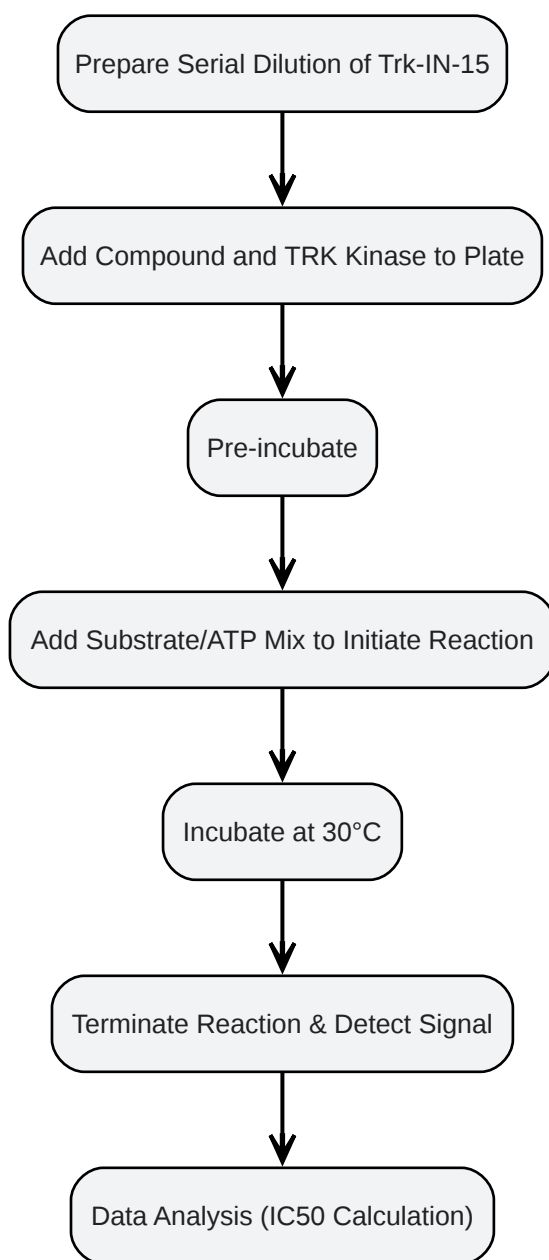 Prepare Serial Dilution of Trk-IN-15
Add Compound and TRK Kinase to Plate
Pre-incubate
Add Substrate/ATP Mix to Initiate Reaction
Incubate at 30°C
Terminate Reaction & Detect Signal
Data Analysis (IC50 Calculation)